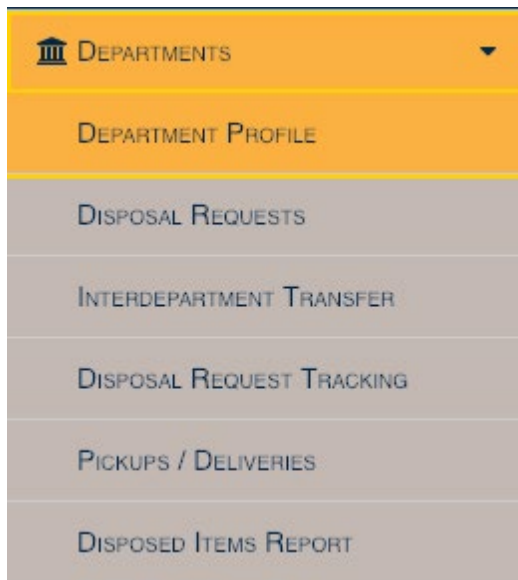 Departments
Department Profile
Disposal Requests
Interdepartment Transfer
Disposal Request Tracking
Pickups / Deliveries
Disposed Items Report